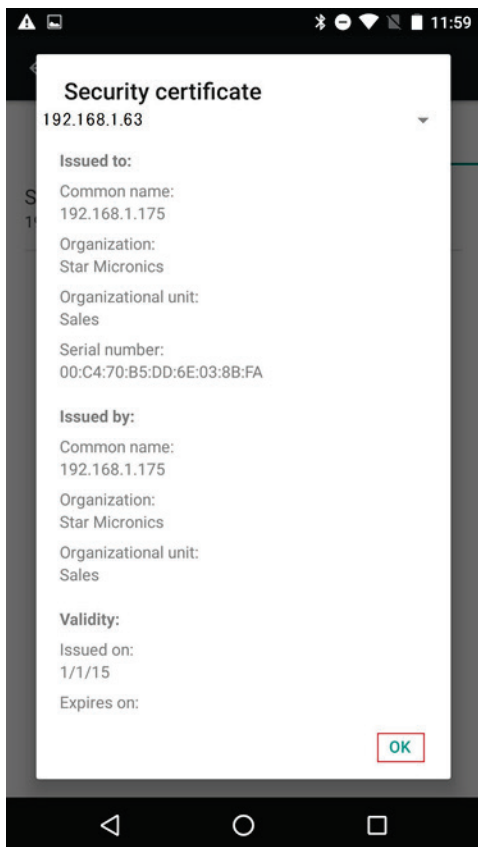 11:59
Security certificate
192.168.1.63
Issued to:
Common name:
192.168.1.175
Organization:
Star Micronics
Organizational unit:
Sales
Serial number:
00:C4:70:B5:DD:6E:03:8B:FA
Issued by:
Common name:
192.168.1.175
Organization:
Star Micronics
Organizational unit:
Sales
Validity:
Issued on:
1/1/15
Expires on:
OK
S
19